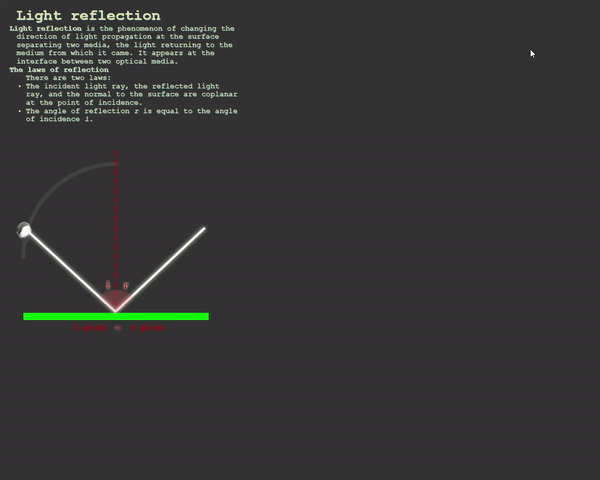 Light reflection
Light reflection is the phenomenon of changing the
direction of light propagation at the surface
separating two media, the light returning to the
medium from which it came. It appears at the
interface between two optical media.
The laws of reflection
There are two laws:
• The incident light ray, the reflected light
ray, and the normal to the surface are coplanar
at the point of incidence.
• The angle of reflection r is equal to the angle
of incidence i.
i r